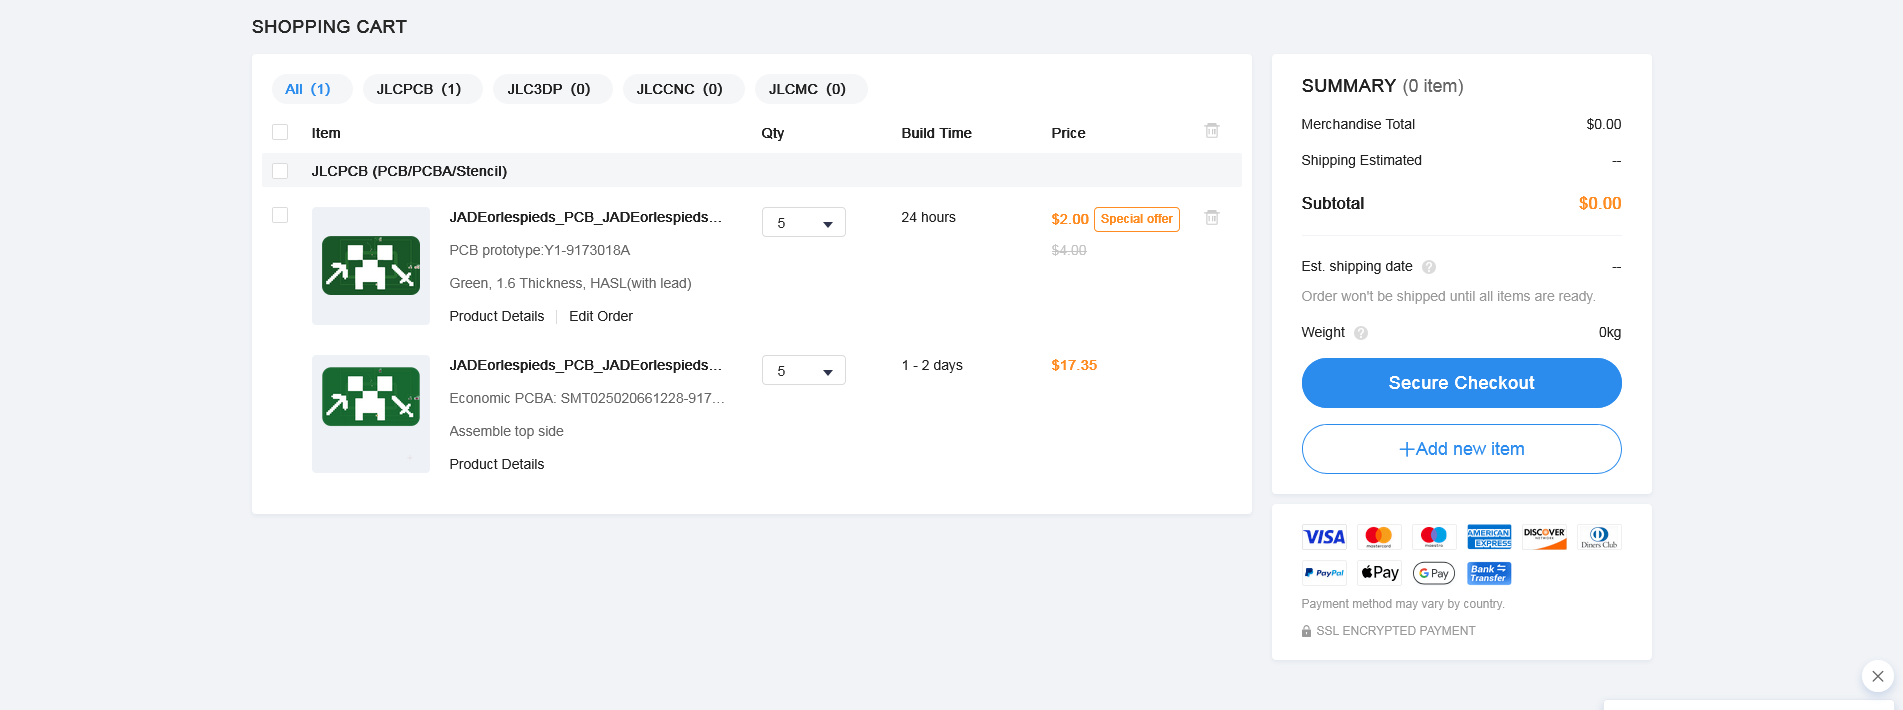 SHOPPING CART
All (1) JLCPCB (1) JLC3DP (0) JLCCNC (0) JLCMC (0)
Item Qty Build Time Price
JLCPCB (PCB/PCBA/Stencil)
JADEorlespieds_PCB_JADEorlespieds... 5 24 hours $2.00 Special offer
PCB prototype:Y1-9173018A $4.00
Green, 1.6 Thickness, HASL(with lead)
Product Details Edit Order
JADEorlespieds_PCB_JADEorlespieds... 5 1 - 2 days $17.35
Economic PCBA: SMT025020661228-917...
Assemble top side
Product Details
SUMMARY (0 item)
Merchandise Total $0.00
Shipping Estimated --
Subtotal $0.00
Est. shipping date ? --
Order won't be shipped until all items are ready.
Weight ? 0kg
Secure Checkout
+Add new item
VISA mastercard maestro AMERICAN EXPRESS DISCOVER NETWORK Diners Club
PayPal Pay G Pay Bank Transfer
Payment method may vary by country.
SSL ENCRYPTED PAYMENT